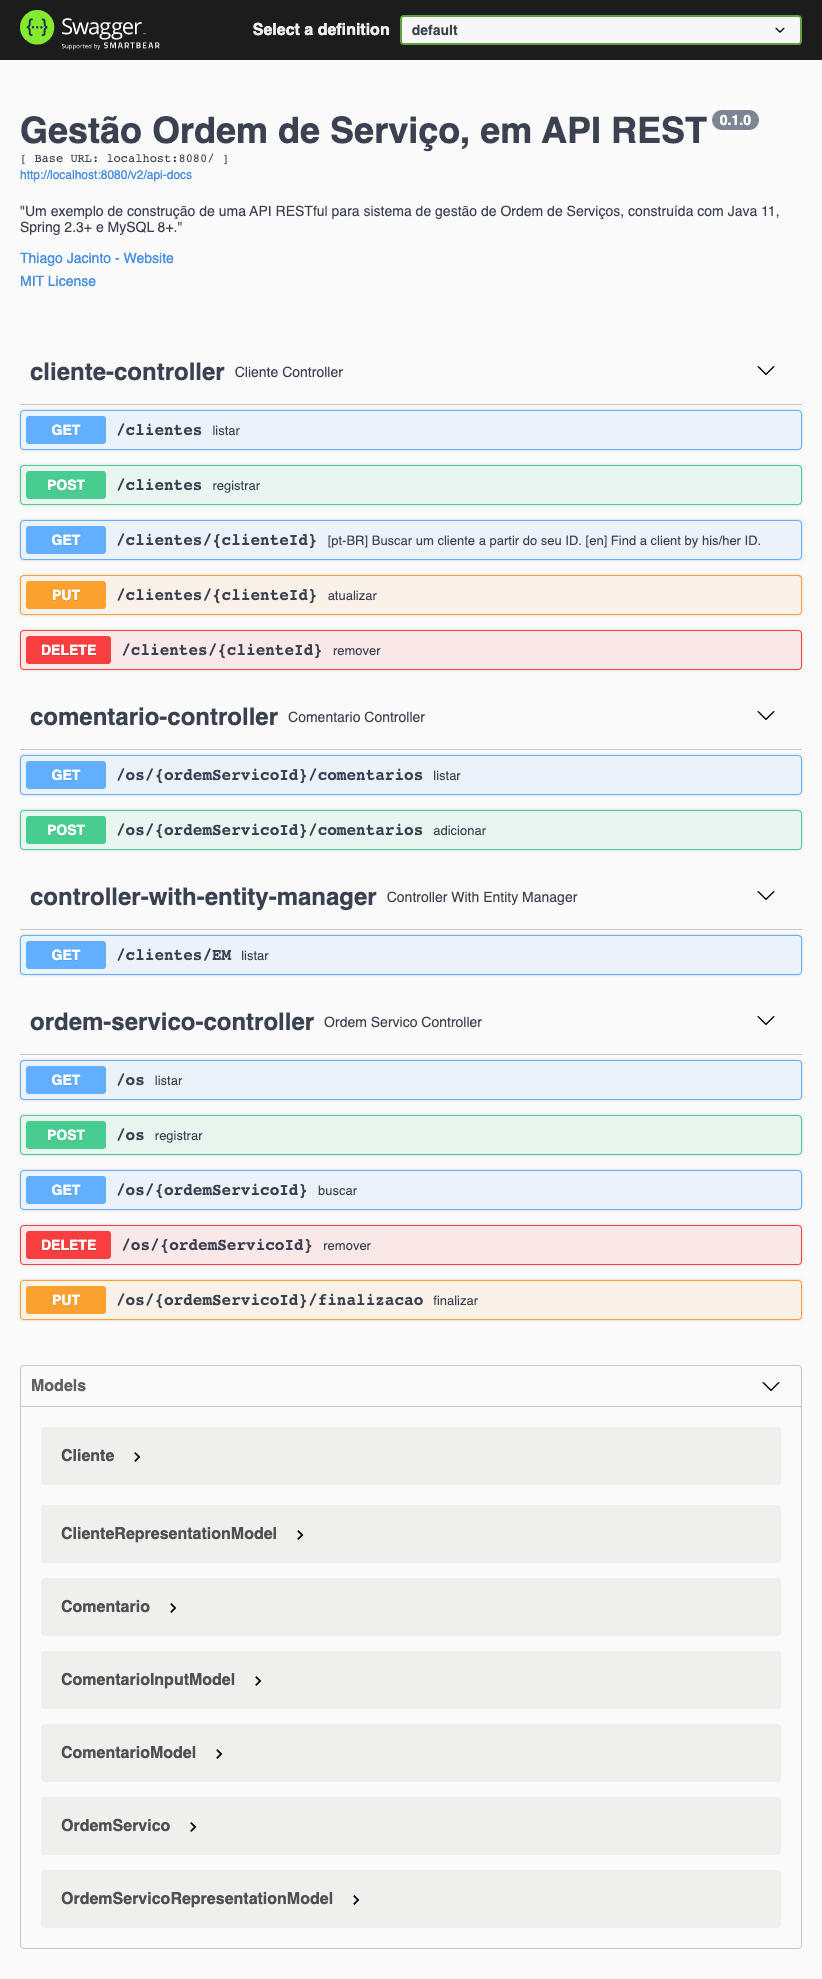 Swagger
Supported by SMARTBEAR
Select a definition
default
Gestão Ordem de Serviço, em API REST 0.1.0
[ Base URL: localhost:8080/ ]
http://localhost:8080/v2/api-docs
"Um exemplo de construção de uma API RESTful para sistema de gestão de Ordem de Serviços, construída com Java 11,
Spring 2.3+ e MySQL 8+."
Thiago Jacinto - Website
MIT License
cliente-controller Cliente Controller
GET /clientes listar
POST /clientes registrar
GET /clientes/{clienteId} [pt-BR] Buscar um cliente a partir do seu ID. [en] Find a client by his/her ID.
PUT /clientes/{clienteId} atualizar
DELETE /clientes/{clienteId} remover
comentario-controller Comentario Controller
GET /os/{ordemServicoId}/comentarios listar
POST /os/{ordemServicoId}/comentarios adicionar
controller-with-entity-manager Controller With Entity Manager
GET /clientes/EM listar
ordem-servico-controller Ordem Servico Controller
GET /os listar
POST /os registrar
GET /os/{ordemServicoId} buscar
DELETE /os/{ordemServicoId} remover
PUT /os/{ordemServicoId}/finalizacao finalizar
Models
Cliente
ClienteRepresentationModel
Comentario
ComentarioInputModel
ComentarioModel
OrdemServico
OrdemServicoRepresentationModel